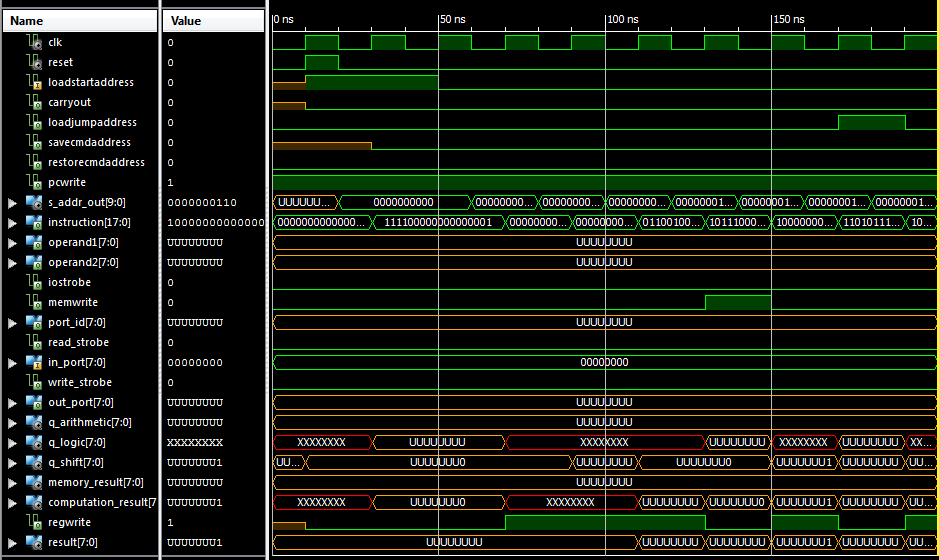 Name Value 0 ns 50 ns 100 ns 150 ns
clk 0
reset 0
loadstartaddress 0
carryout 0
loadjumpaddress 0
savecmdaddress 0
restorecmdaddress 0
pcwrite 1
s_addr_out[9:0] 0000000110 UUUUUU... 0000000000 00000000... 00000000... 00000000... 00000001... 00000001... 00000001... 00000001...
instruction[17:0] 10000000000000 0000000000000... 111100000000000001 00000000... 00000000... 01100100... 10111000... 10000000... 11010111... 10...
operand1[7:0] UUUUUUUU UUUUUUUU
operand2[7:0] UUUUUUUU UUUUUUUU
iostrobe 0
memwrite 0
port_id[7:0] UUUUUUUU UUUUUUUU
read_strobe 0
in_port[7:0] 00000000 00000000
write_strobe 0
out_port[7:0] UUUUUUUU UUUUUUUU
q_arithmetic[7:0] UUUUUUUU UUUUUUUU
q_logic[7:0] XXXXXXXX XXXXXXXX UUUUUUUU XXXXXXXX UUUUUUUU XXXXXXXX UUUUUUUU XX...
q_shift[7:0] UUUUUUU1 UU... UUUUUUU0 UUUUUUUU UUUUUUU0 UUUUUUU1 UUUUUUUU UU...
memory_result[7:0] UUUUUUUU UUUUUUUU
computation_result[7 UUUUUUU1 XXXXXXXX UUUUUUU0 XXXXXXXX UUUUUUUU UUUUUUU0 UUUUUUU1 UUUUUUUU UU...
regwrite 1
result[7:0] UUUUUUU1 UUUUUUUU UUUUUUUU UUUUUUU0 UUUUUUU1 UUUUUUUU UU...